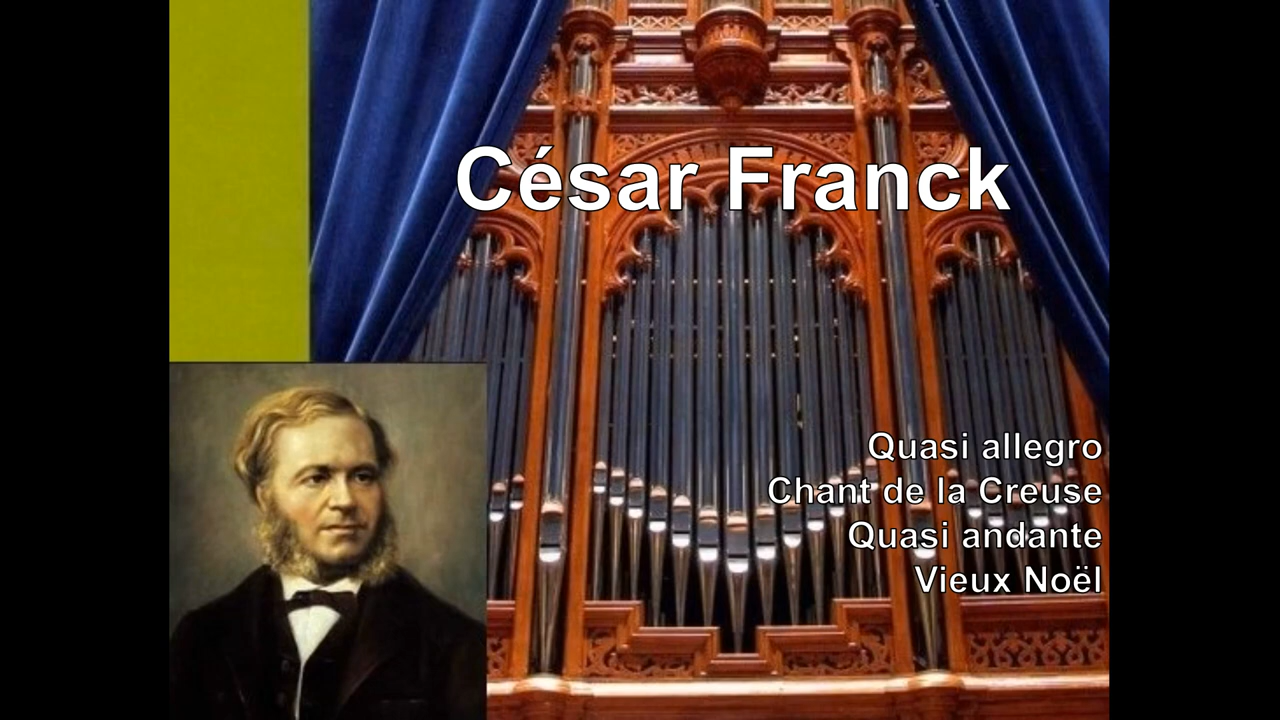 César Franck
Quasi allegro
Chant de la Creuse
Quasi andante
Vieux Noël